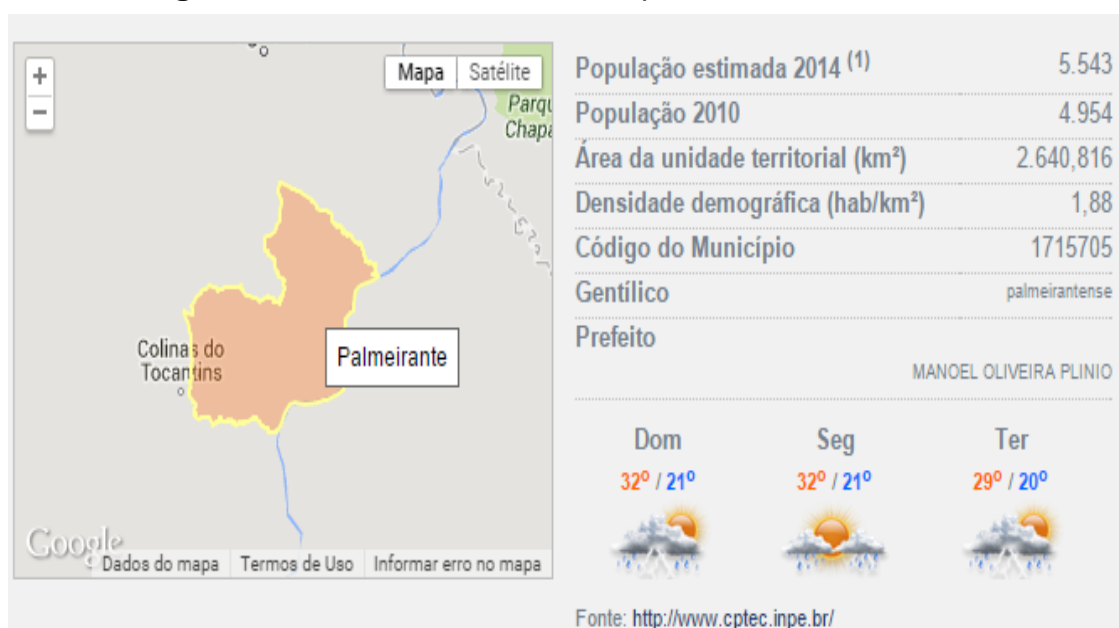 +
−
Mapa
Satélite
Parqu
Chapa
Colinas do
Tocantins
Palmeirante
Google
Dados do mapa
Termos de Uso
Informar erro no mapa
População estimada 2014 (1) 5.543
População 2010 4.954
Área da unidade territorial (km²) 2.640,816
Densidade demográfica (hab/km²) 1,88
Código do Município 1715705
Gentílico palmeirantense
Prefeito
MANOEL OLIVEIRA PLINIO
Dom Seg Ter
32º / 21º 32º / 21º 29º / 20º
Fonte: http://www.cptec.inpe.br/